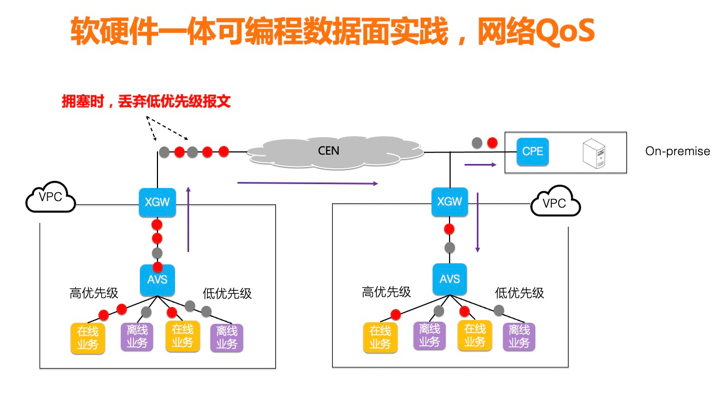 软硬件一体可编程数据面实践，网络QoS
拥塞时，丢弃低优先级报文
CEN
CPE
On-premise
VPC
XGW
XGW
VPC
AVS
AVS
高优先级
低优先级
高优先级
低优先级
在线
业务
离线
业务
在线
业务
离线
业务
在线
业务
离线
业务
在线
业务
离线
业务